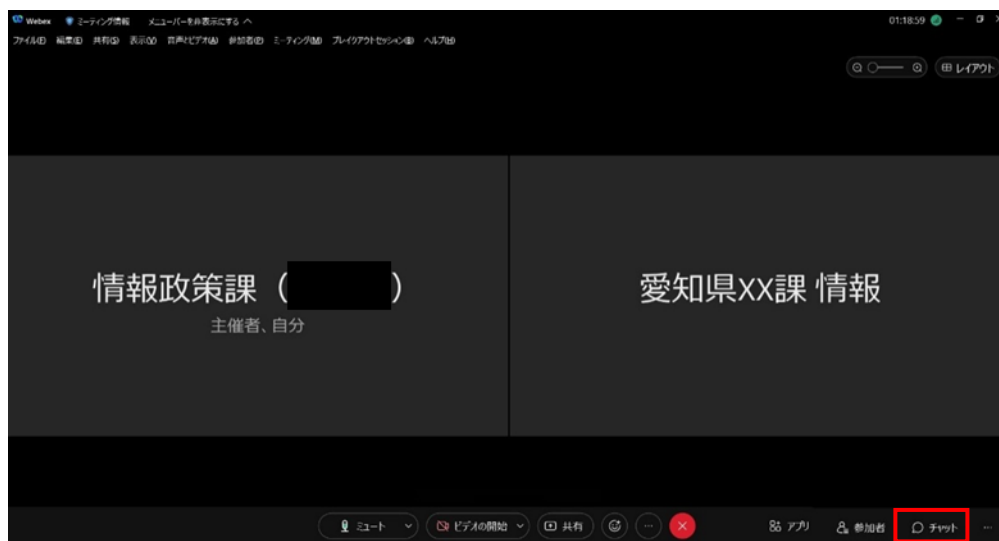 Webex ミーティング情報 メニューバーを非表示にする 01:18:59
ファイル(F) 編集(E) 共有(S) 表示(V) 音声とビデオ(A) 参加者(P) ミーティング(M) ブレイクアウトセッション(B) ヘルプ(H)
レイアウト
情報政策課（ ）
主催者、自分
愛知県XX課 情報
ミュート ビデオの開始 共有 アプリ 参加者 チャット